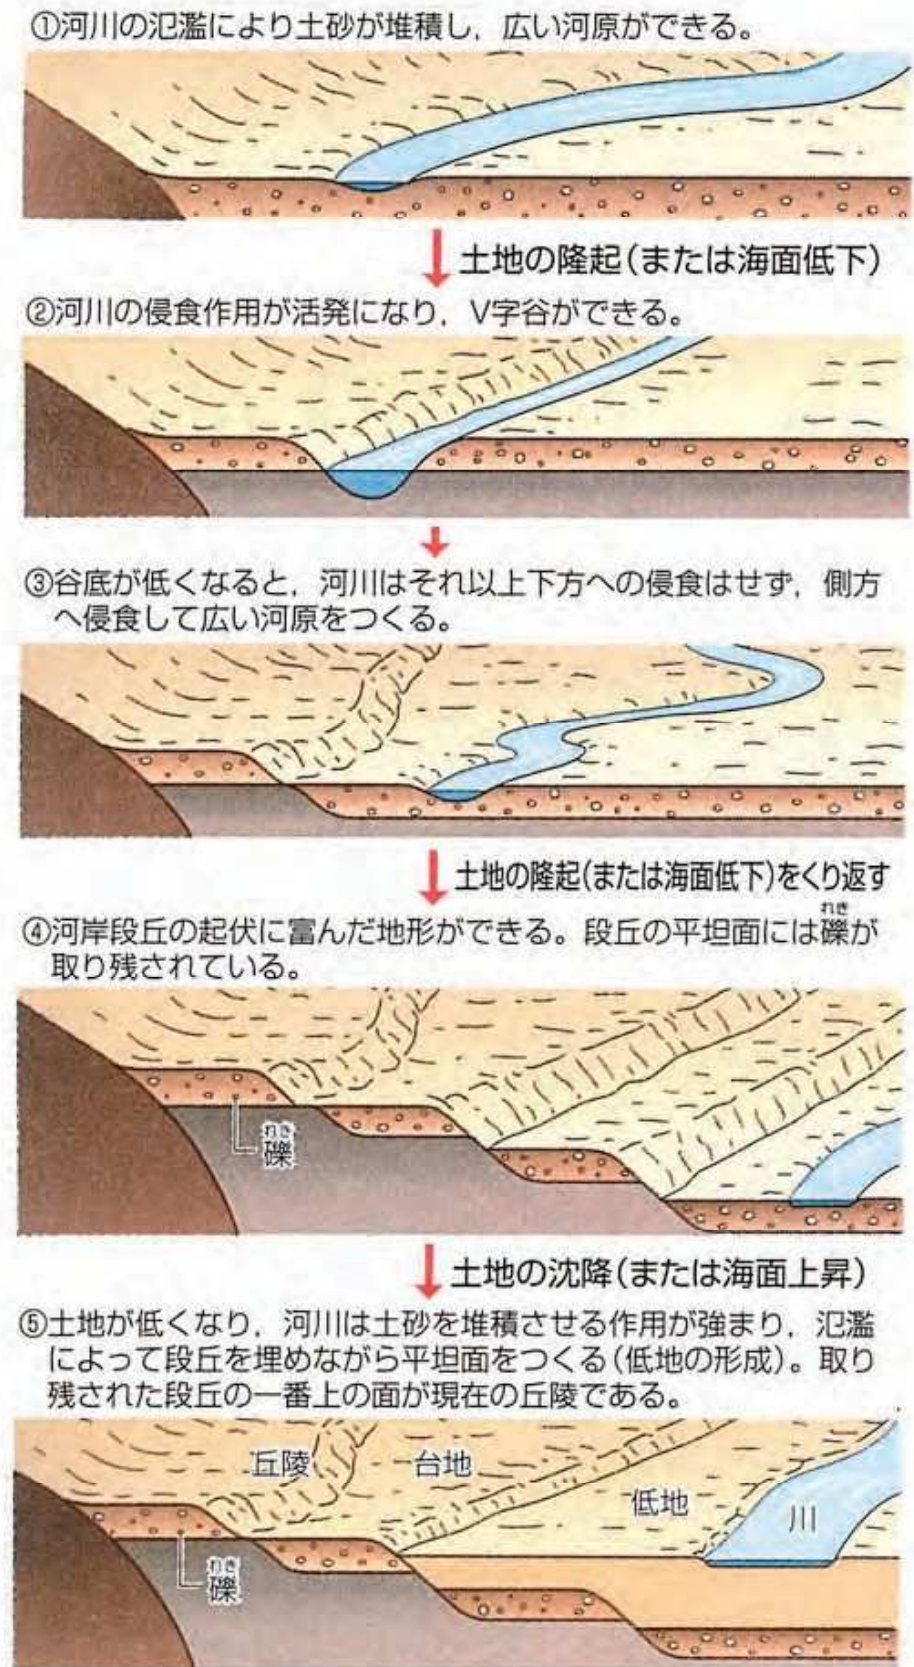 ①河川の氾濫により土砂が堆積し，広い河原ができる。
土地の隆起(または海面低下)
②河川の侵食作用が活発になり，V字谷ができる。
③谷底が低くなると，河川はそれ以上下方への侵食はせず，側方
へ侵食して広い河原をつくる。
土地の隆起(または海面低下)をくり返す
れき
④河岸段丘の起伏に富んだ地形ができる。段丘の平坦面には礫が
取り残されている。
れき
礫
土地の沈降(または海面上昇)
⑤土地が低くなり，河川は土砂を堆積させる作用が強まり，氾濫
によって段丘を埋めながら平坦面をつくる(低地の形成)。取り
残された段丘の一番上の面が現在の丘陵である。
丘陵
台地
低地
川
れき
礫